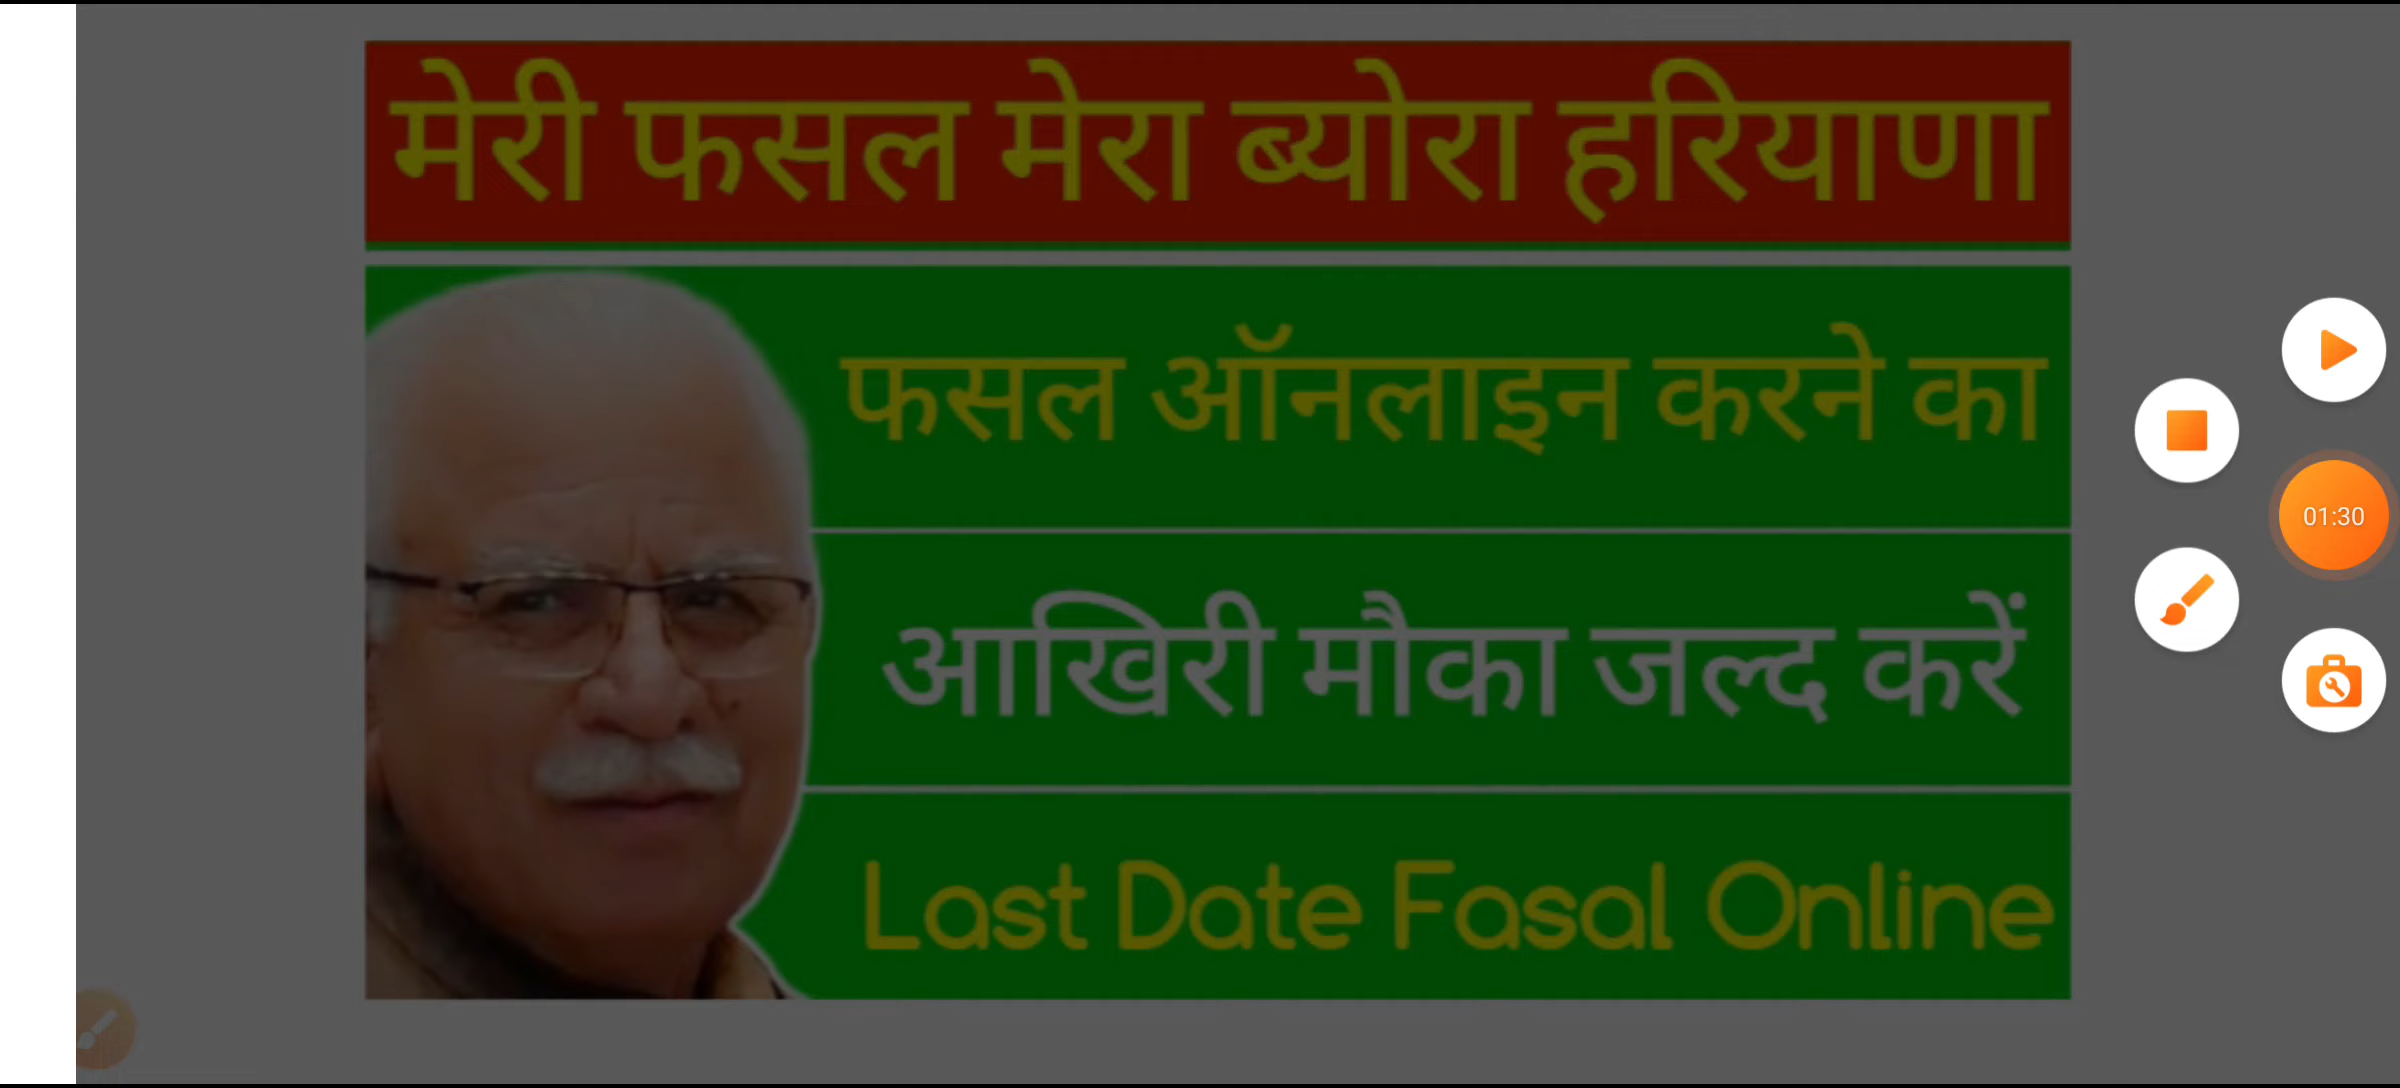 मेरी फसल मेरा ब्योरा हरियाणा
फसल ऑनलाइन करने का
आखिरी मौका जल्द करें
Last Date Fasal Online
01:30